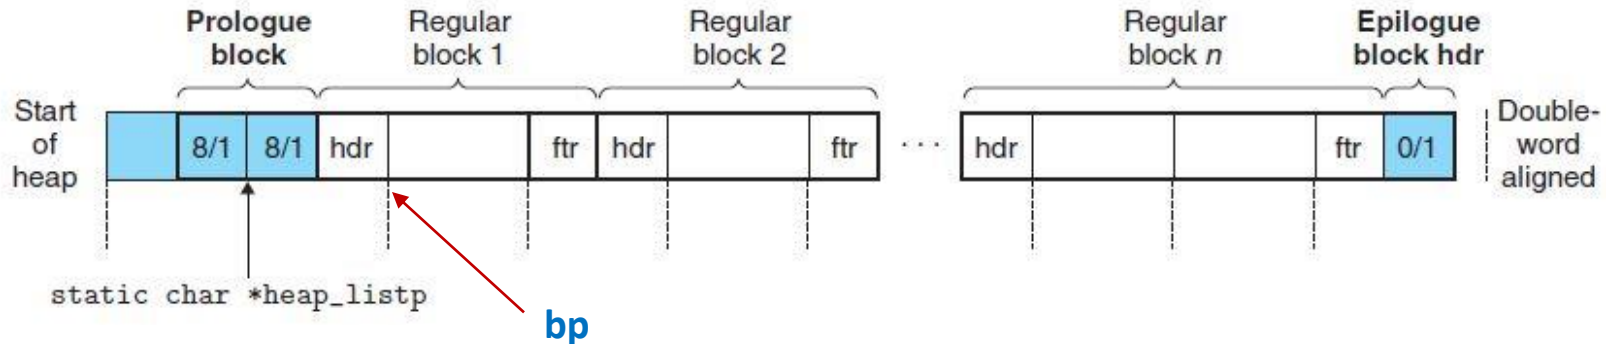 Prologue
block
Regular
block 1
Regular
block 2
Regular
block n
Epilogue
block hdr
Start
of
heap
8/1 8/1 hdr ftr hdr ftr ... hdr ftr 0/1
Double-
word
aligned
static char *heap_listp
bp